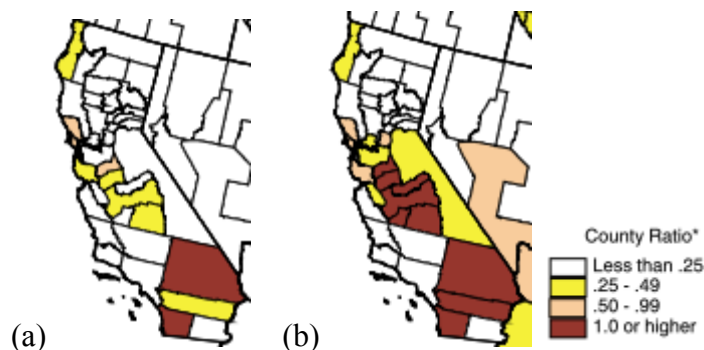 County Ratio*
Less than .25
.25 - .49
.50 - .99
1.0 or higher
(a)
(b)